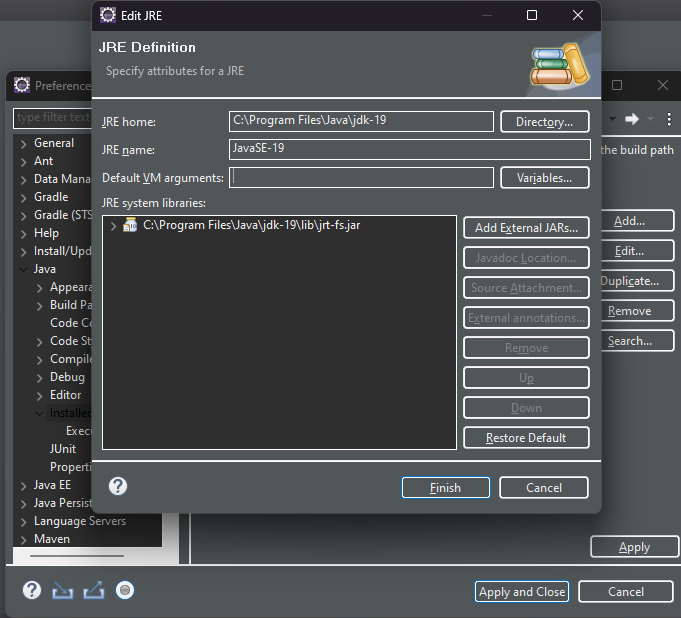 Edit JRE
JRE Definition
Specify attributes for a JRE
JRE home:
C:\Program Files\Java\jdk-19
Directory...
JRE name:
JavaSE-19
Default VM arguments:
Variables...
JRE system libraries:
C:\Program Files\Java\jdk-19\lib\jrt-fs.jar
Add External JARs...
Javadoc Location...
Source Attachment...
External annotations...
Remove
Up
Down
Restore Default
Finish
Cancel
Preference
type filter text
General
Ant
Data Mana
Gradle
Gradle (STS
Help
Install/Upd
Java
Appeara
Build Pa
Code Co
Code St
Compile
Debug
Editor
Installed
Execu
JUnit
Properti
Java EE
Java Persist
Language Servers
Maven
the build path
Add...
Edit...
Duplicate...
Remove
Search...
Apply
Apply and Close
Cancel